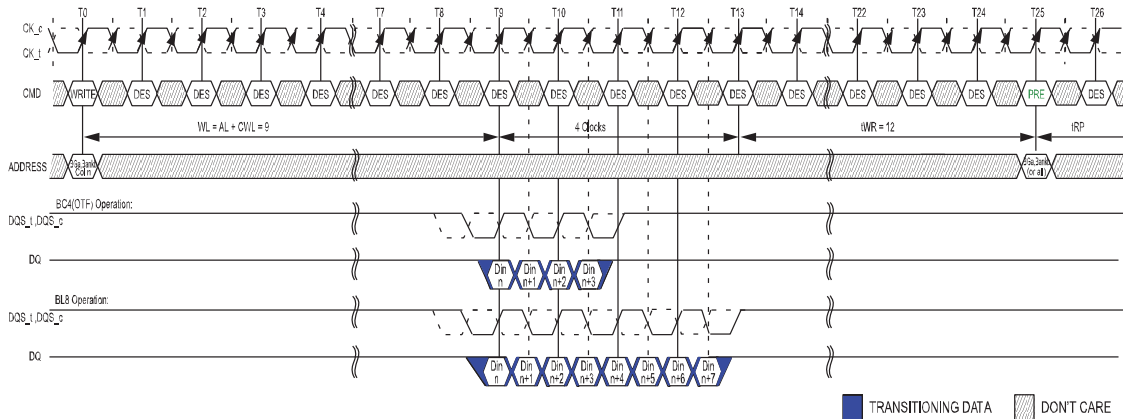 T0 T1 T2 T3 T4 T7 T8 T9 T10 T11 T12 T13 T14 T22 T23 T24 T25 T26
CK_c
CK_t
CMD WRITE DES DES DES DES DES DES DES DES DES DES DES DES DES DES DES PRE DES
WL = AL + CWL = 9 4 Clocks tWR = 12 tRP
ADDRESS
Col n (or all)
BC4(OTF) Operation:
DQS_t ,DQS_c
DQ Din n Din n+1 Din n+2 Din n+3
BL8 Operation:
DQS_t ,DQS_c
DQ Din n Din n+1 Din n+2 Din n+3 Din n+4 Din n+5 Din n+6 Din n+7
TRANSITIONING DATA DON'T CARE